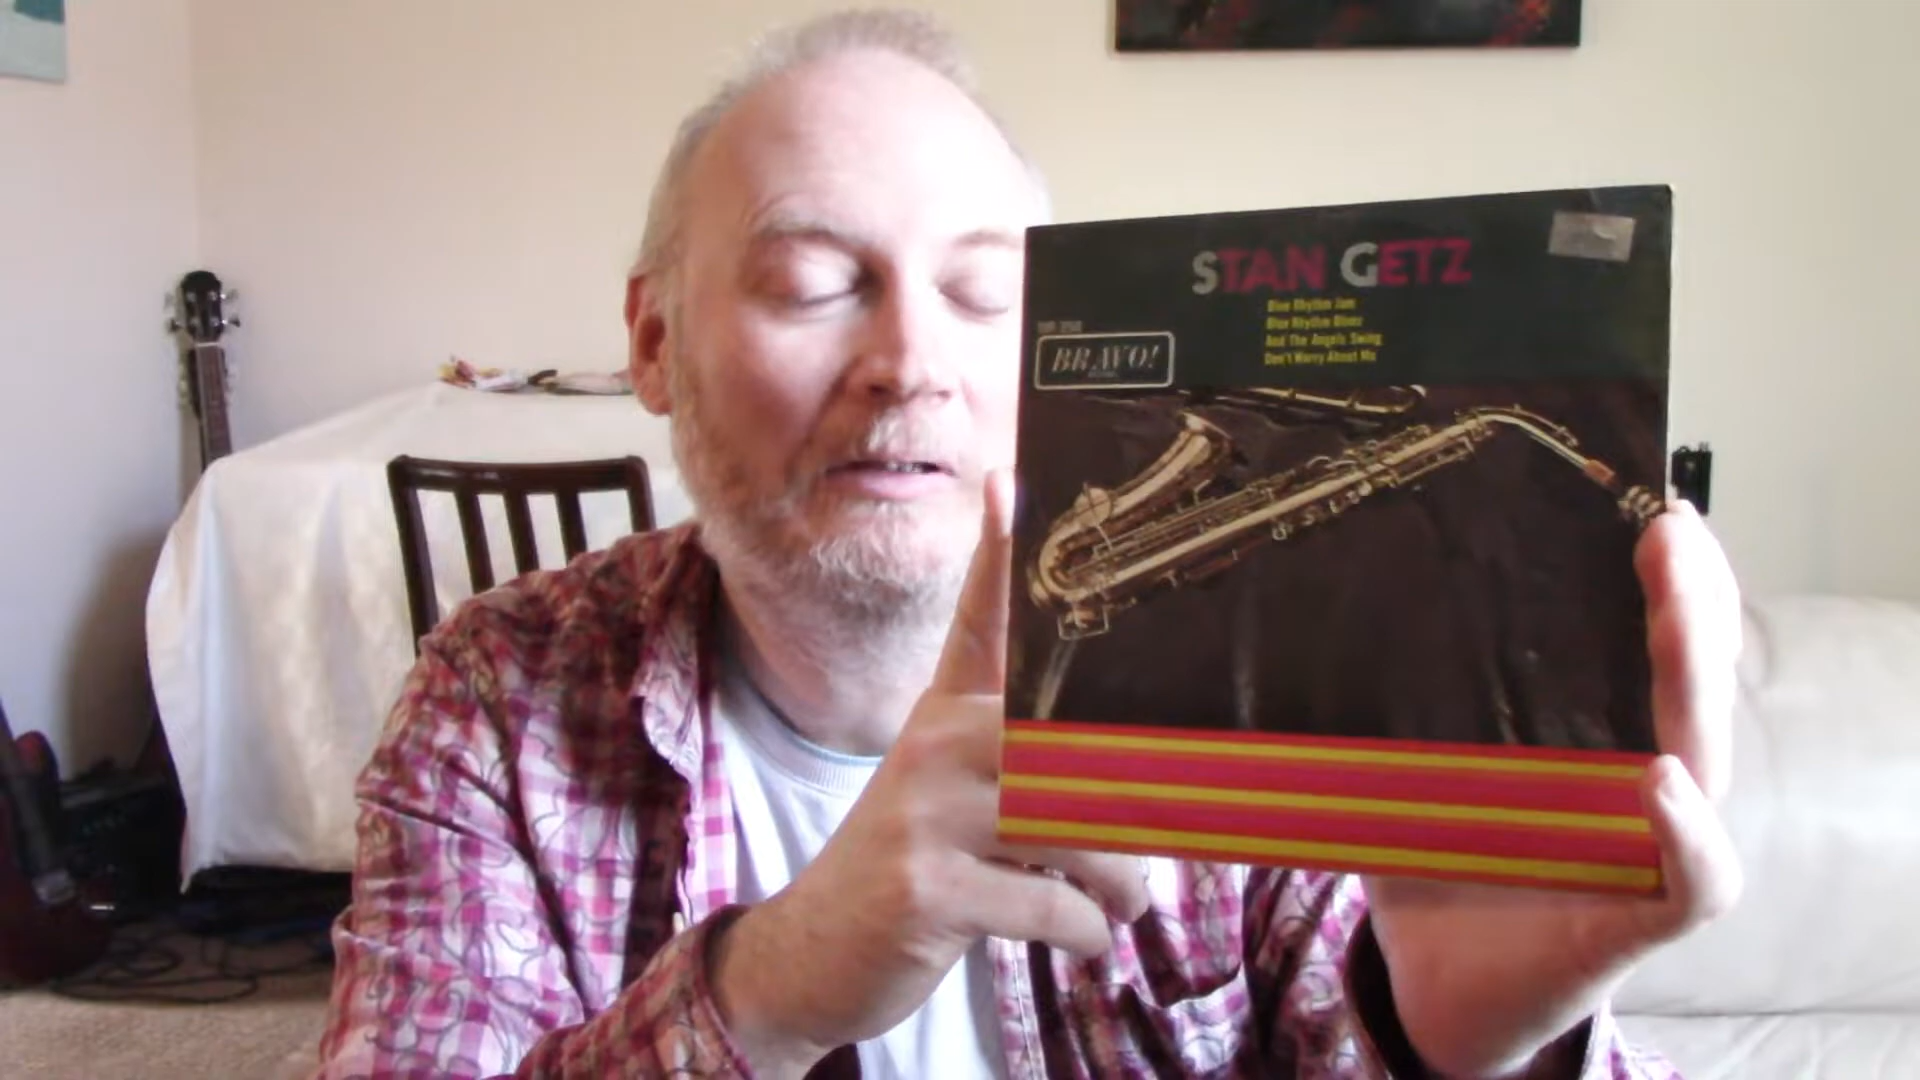 STAN GETZ
Blue Rhythm Jam
Blue Rhythm Blues
And The Angels Swing
Don't Worry About Me
BRAVO!